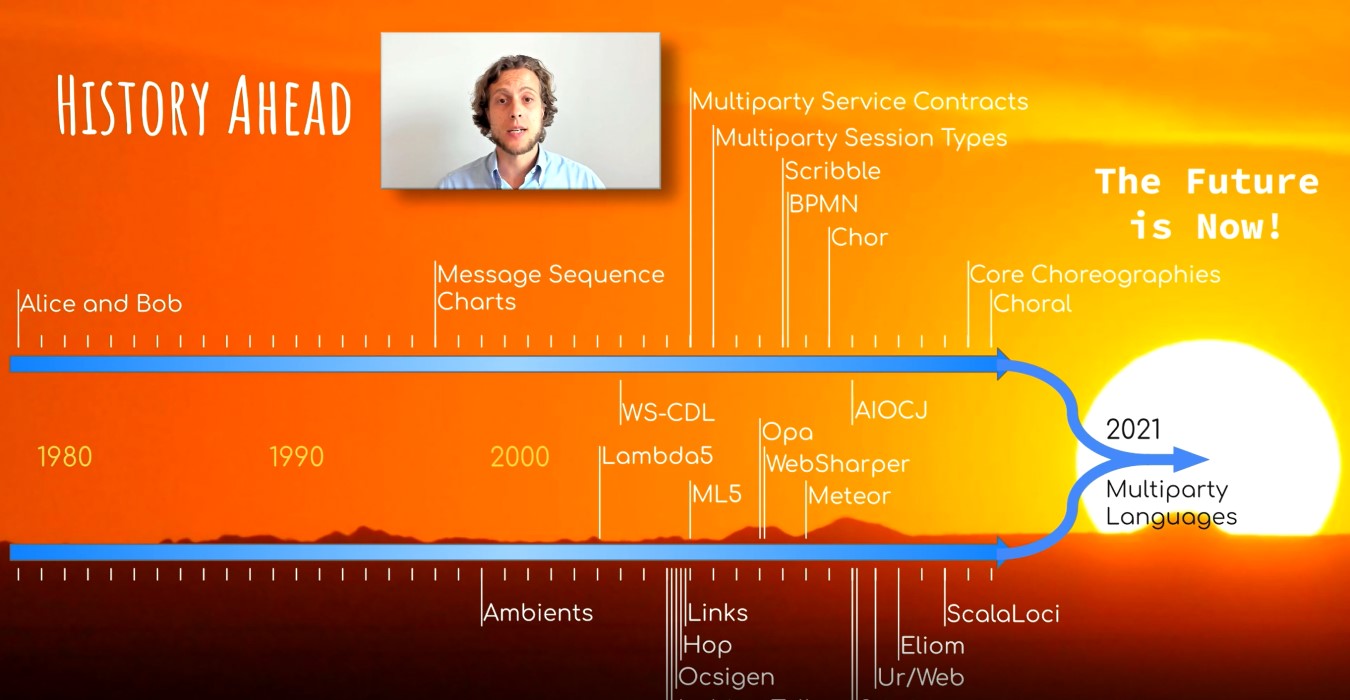 History Ahead
Multiparty Service Contracts
Multiparty Session Types
Scribble
BPMN
Chor
The Future
is Now!
Message Sequence
Charts
Core Choreographies
Alice and Bob
Choral
WS-CDL
AIOCJ
Opa
1980
1990
2000
Lambda5
WebSharper
ML5
Meteor
2021
Multiparty
Languages
Ambients
Links
ScalaLoci
Hop
Eliom
Ocsigen
Ur/Web